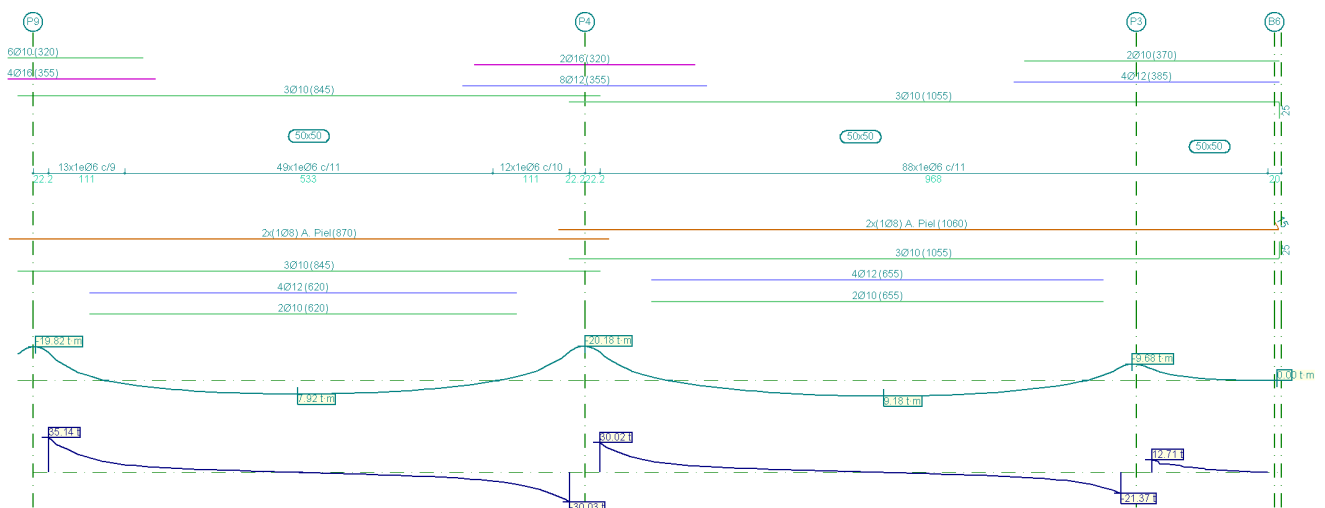 P9 P4 P3 B6
6Ø10(320) 2Ø16(320) 2Ø10(370)
4Ø16(355) 8Ø12(355) 4Ø12(385)
3Ø10(845) 3Ø10(1055)
25
50x50 50x50 50x50
13x1eØ6 c/9 49x1eØ6 c/11 12x1eØ6 c/10 88x1eØ6 c/11
22.2 111 533 111 22.2 22.2 968 20
2x(1Ø8) A. Piel(870) 2x(1Ø8) A. Piel(1060)
15
3Ø10(845) 3Ø10(1055)
25
4Ø12(620) 4Ø12(655)
2Ø10(620) 2Ø10(655)
-19.82 t·m -20.18 t·m -9.68 t·m
7.92 t·m 9.18 t·m 0.00 t·m
35.14 t 30.02 t 12.71 t
-30.03 t -21.37 t